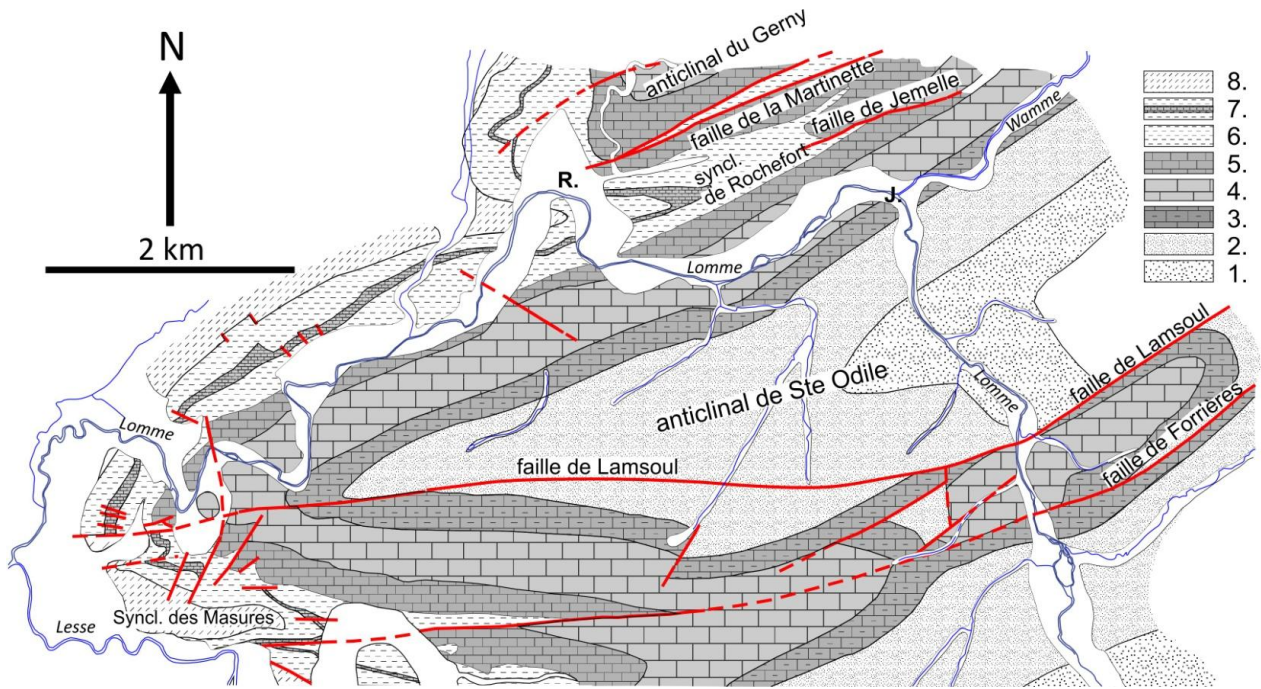 N
2 km
anticlinal du Gerny
faille de la Martinette
faille de Jemelle
syncl.
de Rochefort
Wamme
R.
J.
Lomme
anticlinal de Ste Odile
Lomme
faille de Lamsoul
faille de Forrières
faille de Lamsoul
Lomme
Syncl. des Masures
Lesse
8.
7.
6.
5.
4.
3.
2.
1.